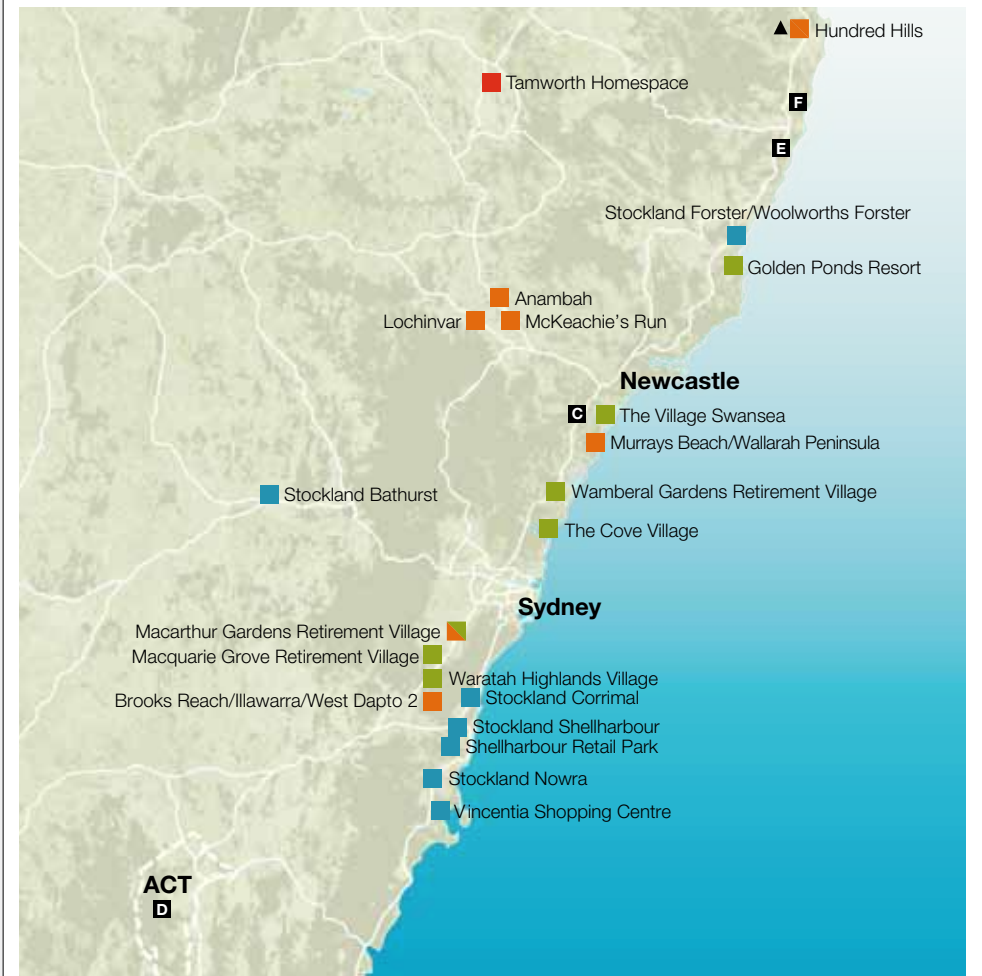 Hundred Hills
Tamworth Homespace
F
E
Stockland Forster/Woolworths Forster
Golden Ponds Resort
Anambah
Lochinvar
McKeachie's Run
Newcastle
C
The Village Swansea
Murrays Beach/Wallarah Peninsula
Wamberal Gardens Retirement Village
Stockland Bathurst
The Cove Village
Sydney
Macarthur Gardens Retirement Village
Macquarie Grove Retirement Village
Waratah Highlands Village
Brooks Reach/Illawarra/West Dapto 2
Stockland Corrimal
Stockland Shellharbour
Shellharbour Retail Park
Stockland Nowra
Vincentia Shopping Centre
ACT
D